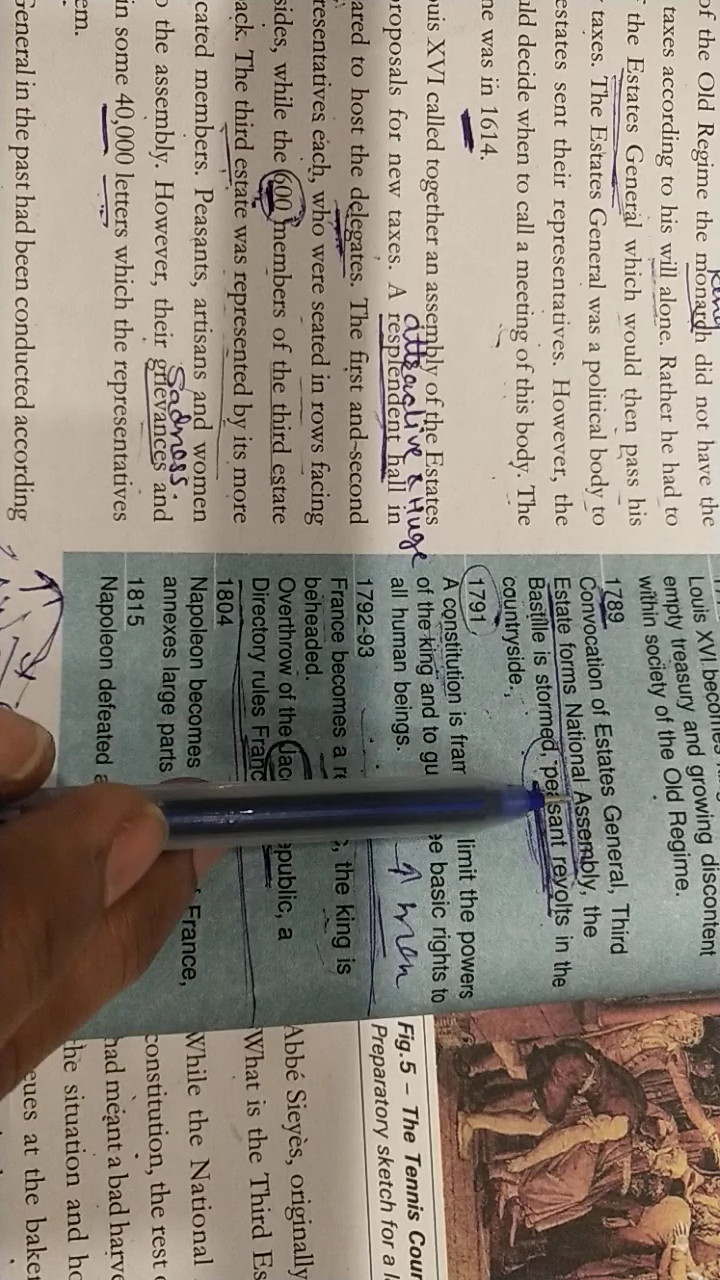 of the Old Regime the monarch did not have the
taxes according to his will alone. Rather he had to
the Estates General which would then pass his
taxes. The Estates General was a political body to
estates sent their representatives. However, the
uld decide when to call a meeting of this body. The
ne was in 1614.
uis XVI called together an assembly of the Estates
attractive & Huge
roposals for new taxes. A resplendent hall in
ared to host the delegates. The first and second
resentatives each, who were seated in rows facing
sides, while the 600 members of the third estate
ack. The third estate was represented by its more
cated members. Peasants, artisans and women
o the assembly. However, their grievances and
Sadness.
in some 40,000 letters which the representatives
em.
General in the past had been conducted according
Louis XVI becomes
empty treasury and growing discontent
within society of the Old Regime.
1789
Convocation of Estates General, Third
Estate forms National Assembly, the
Bastille is stormed, peasant revolts in the
countryside.
1791
A constitution is fram limit the powers
of the king and to gu ee basic rights to
all human beings.
man
1792-93
France becomes a re , the king is
beheaded.
Overthrow of the Jac epublic, a
Directory rules Franc
1804
Napoleon becomes f France,
annexes large parts
1815
Napoleon defeated a
Fig.5 – The Tennis Cour
Preparatory sketch for a l
Abbé Sieyès, originally
What is the Third Es
While the National
constitution, the rest
had meant a bad harve
the situation and ho
eues at the baker